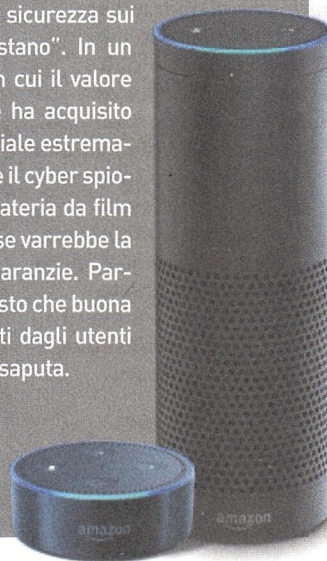 sicurezza sui
stano”. In un
n cui il valore
e ha acquisito
iale estrema-
e il cyber spio-
ateria da film
se varrebbe la
aranzie. Par-
sto che buona
ti dagli utenti
saputa.
amazon
amazon